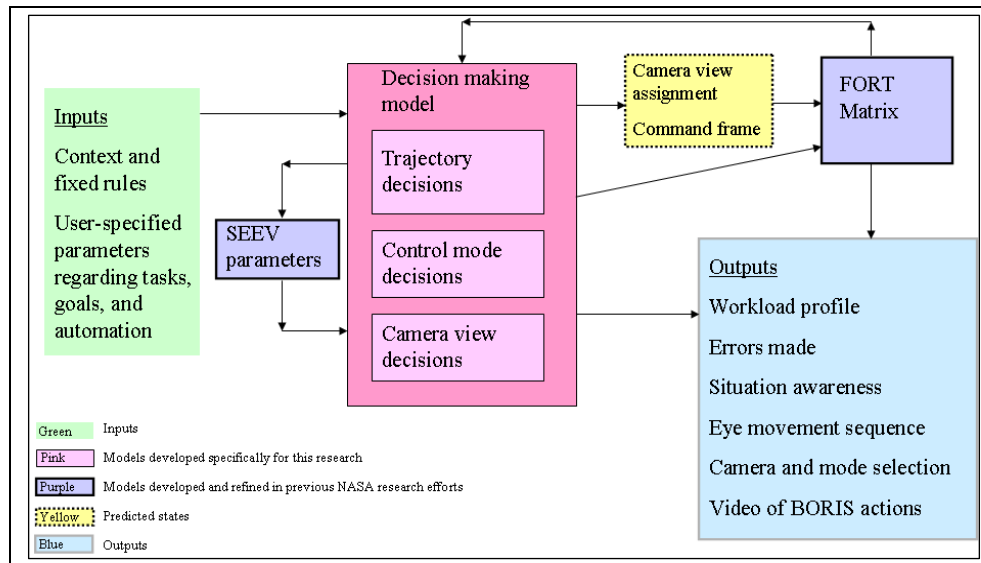 Inputs
Context and
fixed rules
User-specified
parameters
regarding tasks,
goals, and
automation
SEEV
parameters
Decision making
model
Trajectory
decisions
Control mode
decisions
Camera view
decisions
Camera view
assignment
Command frame
FORT
Matrix
Outputs
Workload profile
Errors made
Situation awareness
Eye movement sequence
Camera and mode selection
Video of BORIS actions
Green Inputs
Pink Models developed specifically for this research
Purple Models developed and refined in previous NASA research efforts
Yellow Predicted states
Blue Outputs